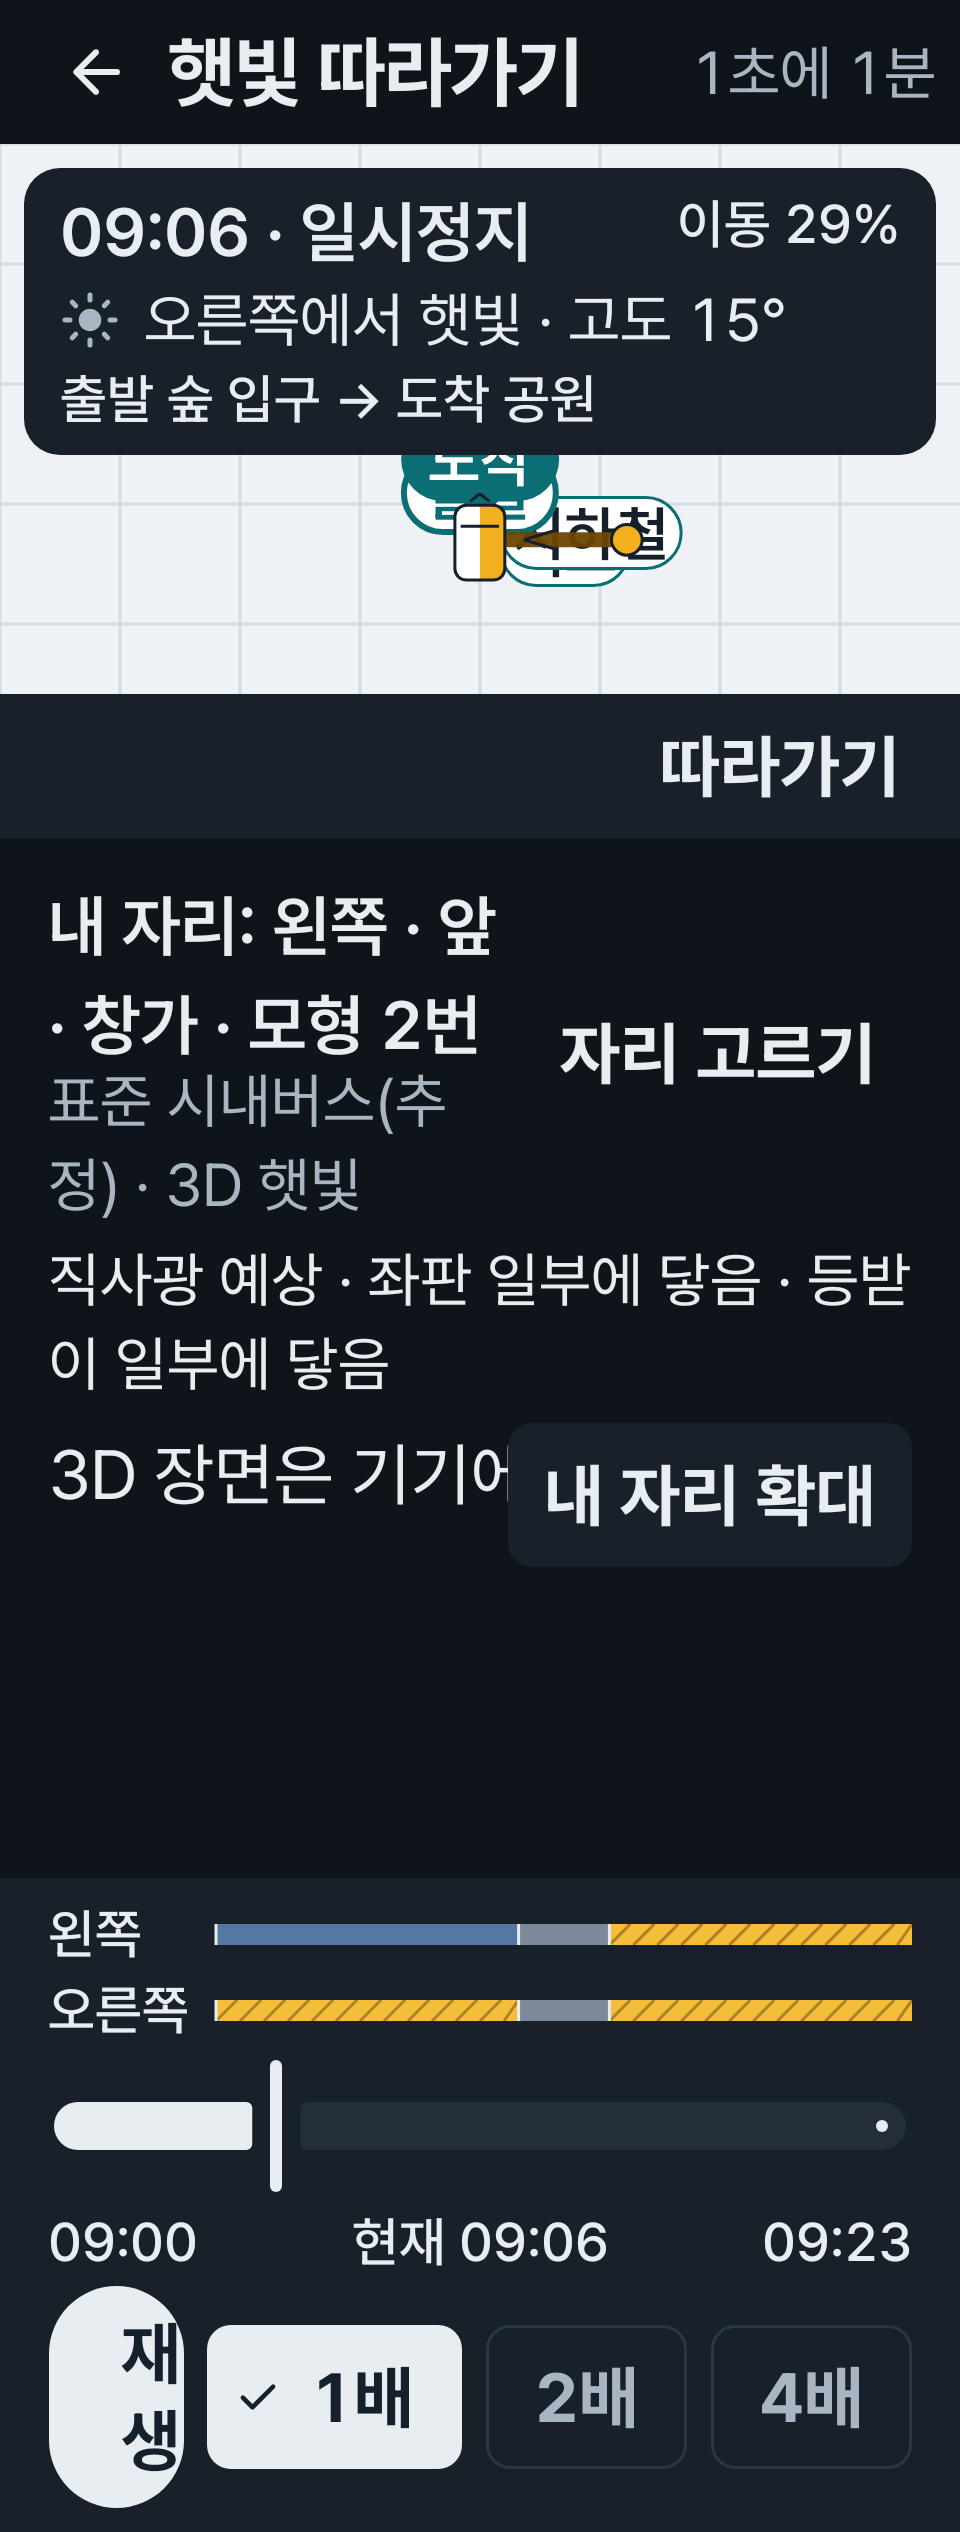 햇빛 따라가기
1초에 1분
09:06 · 일시정지
이동 29%
오른쪽에서 햇빛 · 고도 15°
출발 숲 입구 → 도착 공원
도착
따라가기
내 자리: 왼쪽 · 앞
· 창가 · 모형 2번
자리 고르기
표준 시내버스(추
정) · 3D 햇빛
직사광 예상 · 좌판 일부에 닿음 · 등받
이 일부에 닿음
3D 장면은 기기에
내 자리 확대
왼쪽
오른쪽
09:00
현재 09:06
09:23
재
생
1배
2배
4배